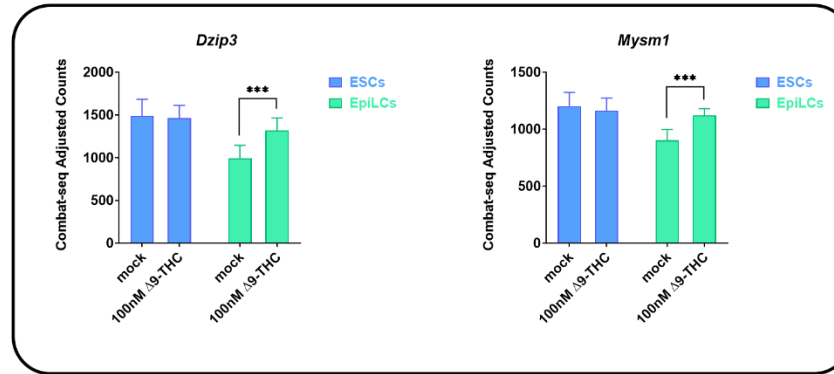 Dzip3
Combat-seq Adjusted Counts
2000
1500
1000
500
0
***
mock
100nM Δ9-THC
mock
100nM Δ9-THC
ESCs
EpiLCs
Mysm1
Combat-seq Adjusted Counts
1500
1000
500
0
***
mock
100nM Δ9-THC
mock
100nM Δ9-THC
ESCs
EpiLCs